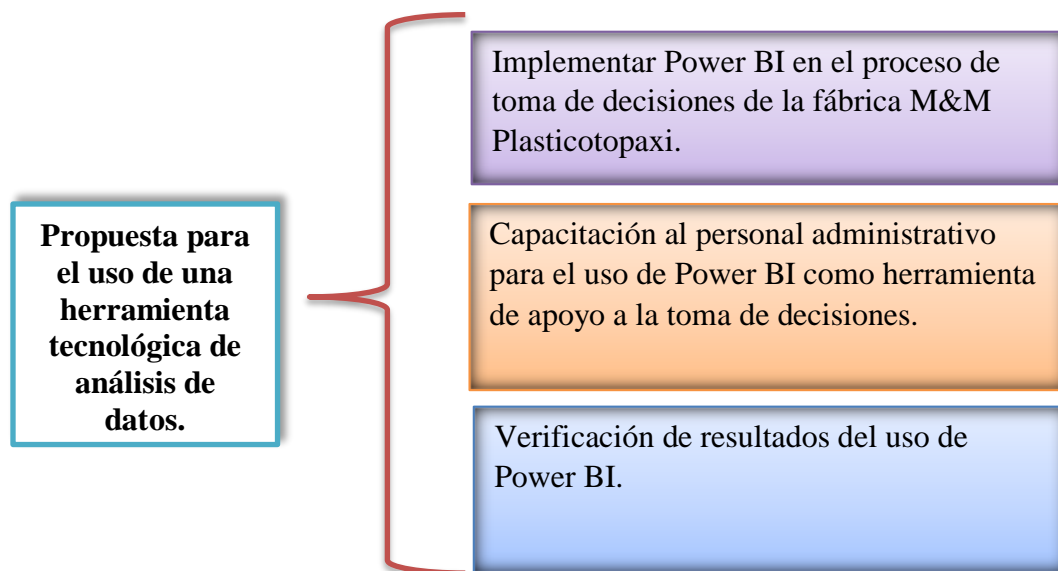 Propuesta para
el uso de una
herramienta
tecnológica de
análisis de
datos.
Implementar Power BI en el proceso de
toma de decisiones de la fábrica M&M
Plasticotopaxi.
Capacitación al personal administrativo
para el uso de Power BI como herramienta
de apoyo a la toma de decisiones.
Verificación de resultados del uso de
Power BI.